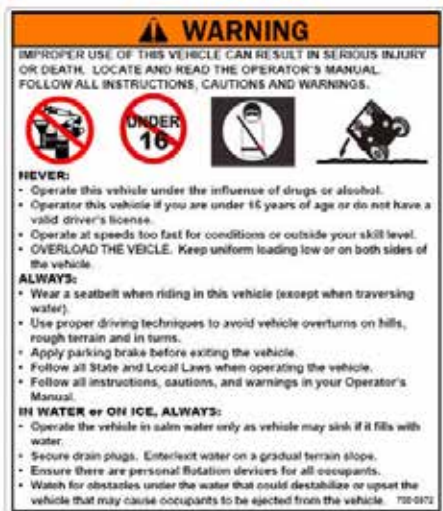 WARNING
IMPROPER USE OF THIS VEHICLE CAN RESULT IN SERIOUS INJURY
OR DEATH. LOCATE AND READ THE OPERATOR'S MANUAL.
FOLLOW ALL INSTRUCTIONS, CAUTIONS AND WARNINGS.
UNDER
16
NEVER:
• Operate this vehicle under the influence of drugs or alcohol.
• Operator this vehicle if you are under 16 years of age or do not have a
valid driver's license.
• Operate at speeds too fast for conditions or outside your skill level.
• OVERLOAD THE VEICLE. Keep uniform loading low or on both sides of
the vehicle.
ALWAYS:
• Wear a seatbelt when riding in this vehicle (except when traversing
water).
• Use proper driving techniques to avoid vehicle overturns on hills,
rough terrain and in turns.
• Apply parking brake before exiting the vehicle.
• Follow all State and Local Laws when operating the vehicle.
• Follow all instructions, cautions, and warnings in your Operator's
Manual.
IN WATER or ON ICE, ALWAYS:
• Operate the vehicle in calm water only as vehicle may sink if it fills with
water.
• Secure drain plugs. Enter/exit water on a gradual terrain slope.
• Ensure there are personal flotation devices for all occupants.
• Watch for obstacles under the water that could destabilize or upset the
vehicle that may cause occupants to be ejected from the vehicle.